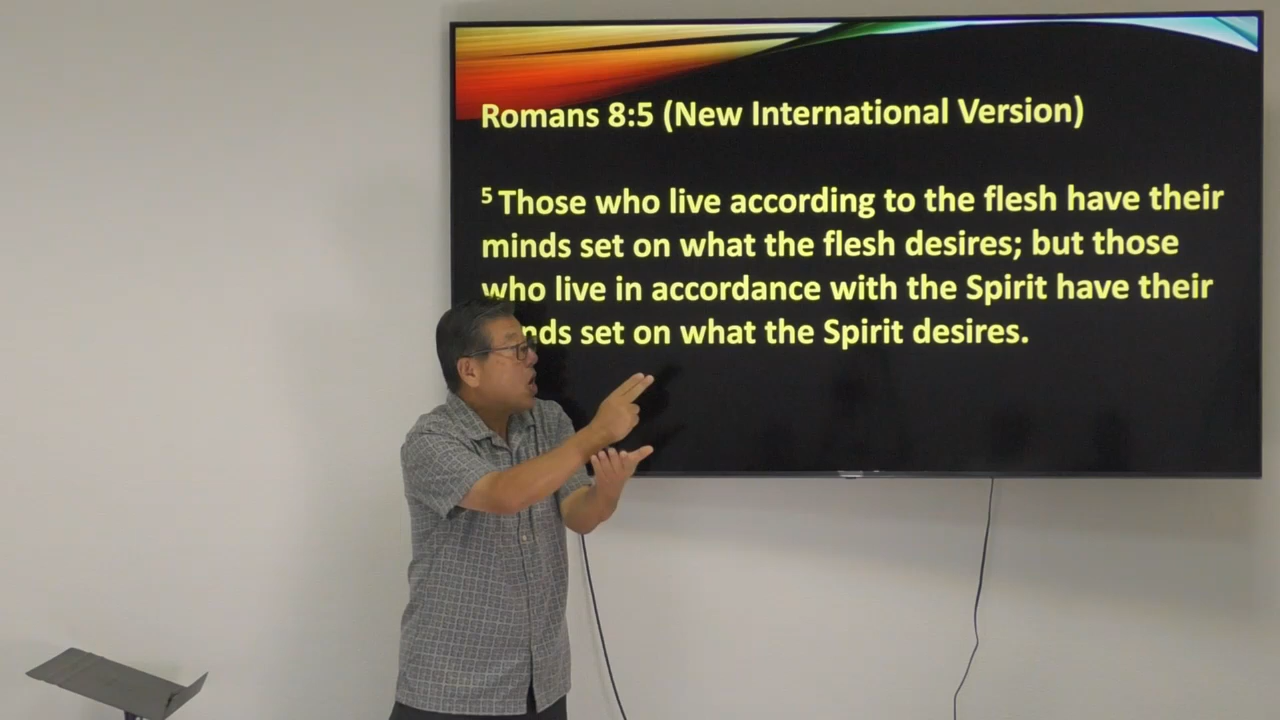 Romans 8:5 (New International Version)
5 Those who live according to the flesh have their
minds set on what the flesh desires; but those
who live in accordance with the Spirit have their
nds set on what the Spirit desires.